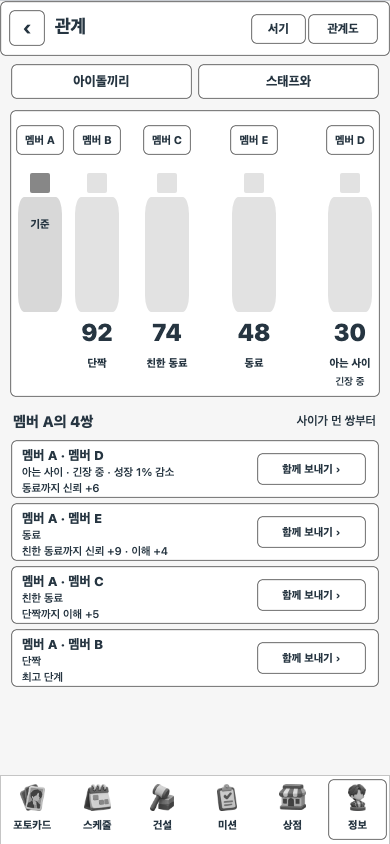 ‹ 관계 서기 관계도
아이돌끼리 스태프와
멤버 A 멤버 B 멤버 C 멤버 E 멤버 D
기준
92 74 48 30
단짝 친한 동료 동료 아는 사이
긴장 중
멤버 A의 4쌍 사이가 먼 쌍부터
멤버 A · 멤버 D
아는 사이 · 긴장 중 · 성장 1% 감소
동료까지 신뢰 +6
함께 보내기 ›
멤버 A · 멤버 E
동료
친한 동료까지 신뢰 +9 · 이해 +4
함께 보내기 ›
멤버 A · 멤버 C
친한 동료
단짝까지 이해 +5
함께 보내기 ›
멤버 A · 멤버 B
단짝
최고 단계
함께 보내기 ›
포토카드 스케줄 건설 미션 상점 정보